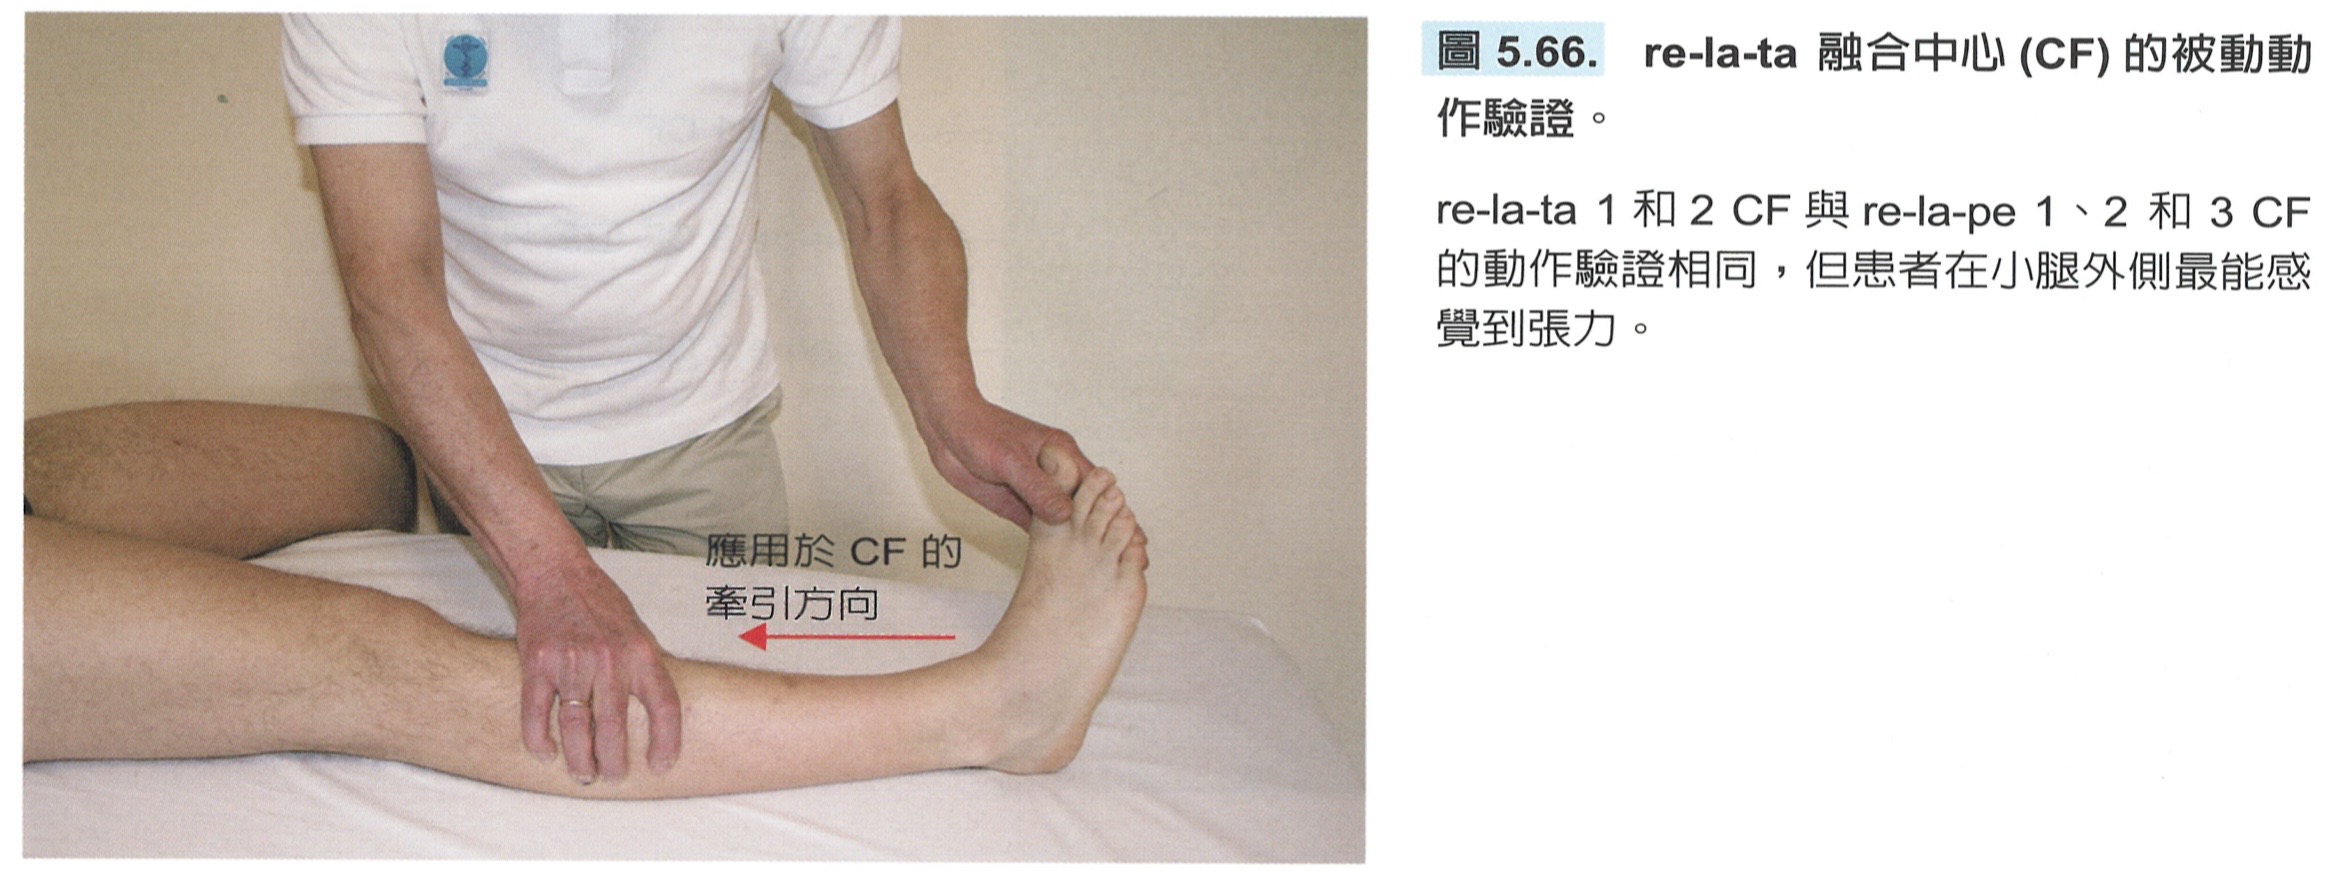 圖 5.66. re-la-ta 融合中心 (CF) 的被動動
作驗證。
re-la-ta 1 和 2 CF 與 re-la-pe 1、2 和 3 CF
的動作驗證相同，但患者在小腿外側最能感
覺到張力。
應用於 CF 的
牽引方向